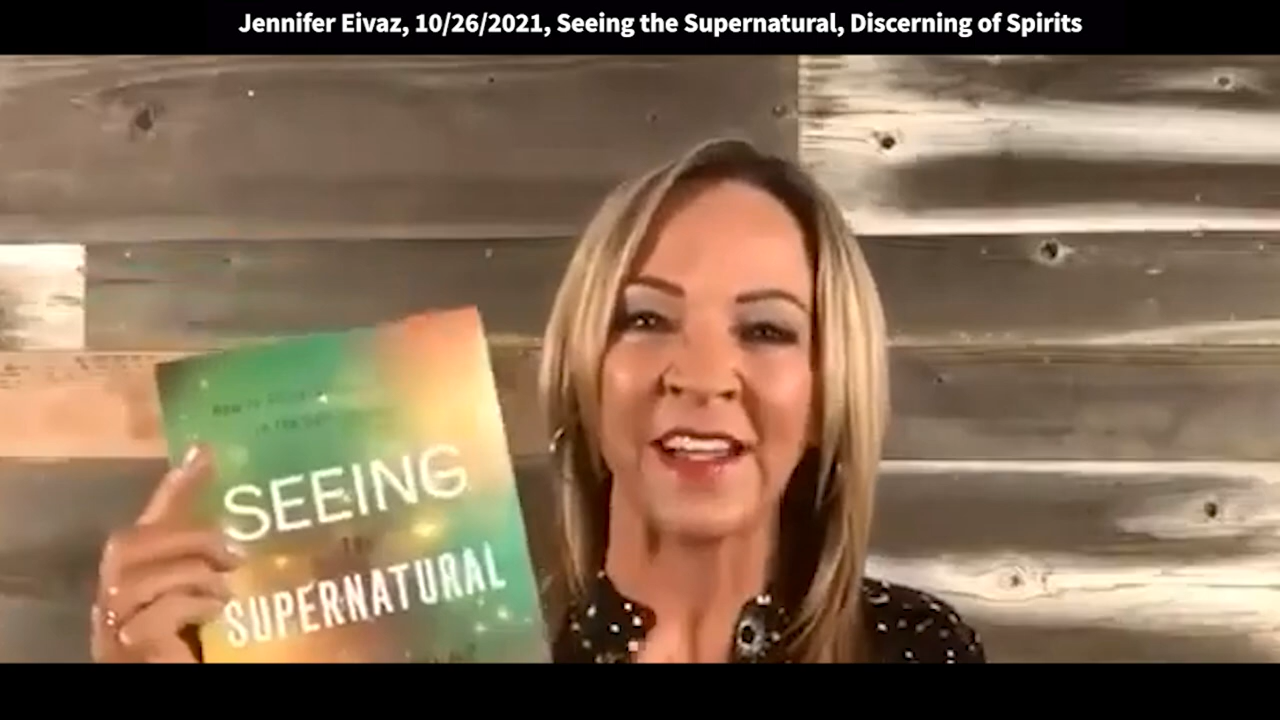 Jennifer Eivaz, 10/26/2021, Seeing the Supernatural, Discerning of Spirits
SEEING
SUPERNATURAL